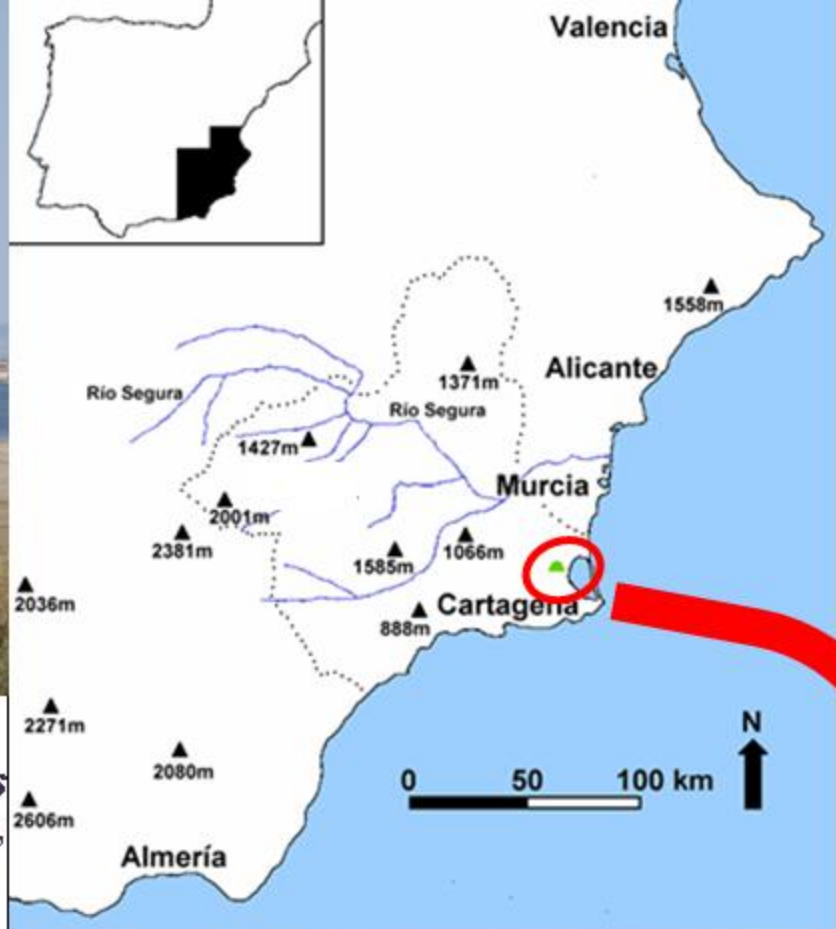 Valencia
1558m
Alicante
1371m
Río Segura
Río Segura
1427m
Murcia
2001m
2381m
1585m
1066m
2036m
Cartagena
888m
2271m
N
2080m
0 50 100 km
2606m
Almería